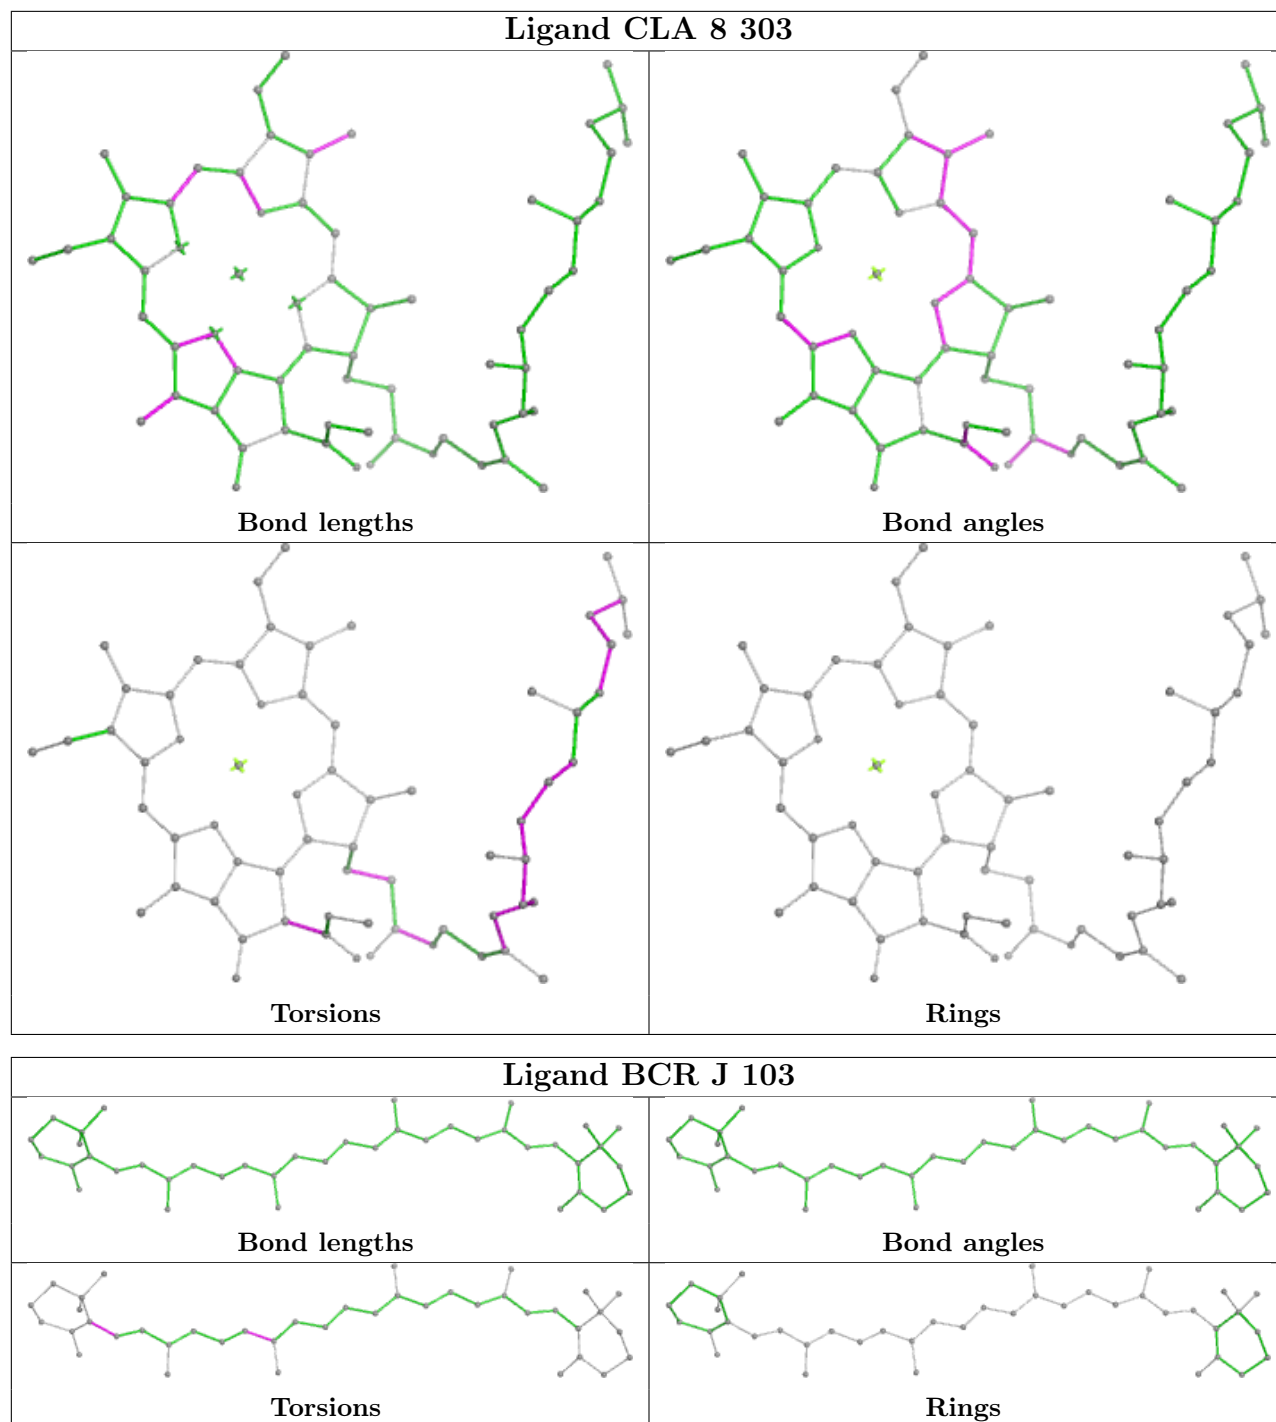 Ligand CLA 8 303
Bond lengths
Bond angles
Torsions
Rings
Ligand BCR J 103
Bond lengths
Bond angles
Torsions
Rings